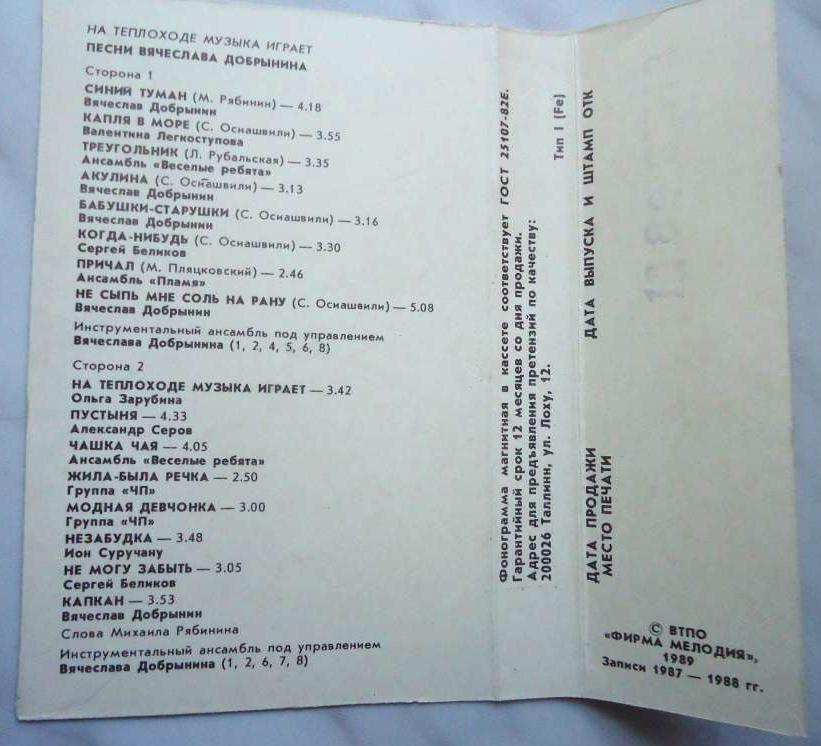 НА ТЕПЛОХОДЕ МУЗЫКА ИГРАЕТ
ПЕСНИ ВЯЧЕСЛАВА ДОБРЫНИНА
Сторона 1
СИНИЙ ТУМАН (М. Рябинин) — 4.18
Вячеслав Добрынин
КАПЛЯ В МОРЕ (С. Осиашвили) — 3.55
Валентина Легкоступова
ТРЕУГОЛЬНИК (Л. Рубальская) — 3.35
Ансамбль «Веселые ребята»
АКУЛИНА (С. Осиашвили) — 3.13
Вячеслав Добрынин
БАБУШКИ-СТАРУШКИ (С. Осиашвили) — 3.16
Вячеслав Добрынин
КОГДА-НИБУДЬ (С. Осиашвили) — 3.30
Сергей Беликов
ПРИЧАЛ (М. Пляцковский) — 2.46
Ансамбль «Пламя»
НЕ СЫПЬ МНЕ СОЛЬ НА РАНУ (С. Осиашвили) — 5.08
Вячеслав Добрынин
Инструментальный ансамбль под управлением
Вячеслава Добрынина (1, 2, 4, 5, 6, 8)
Сторона 2
НА ТЕПЛОХОДЕ МУЗЫКА ИГРАЕТ — 3.42
Ольга Зарубина
ПУСТЫНЯ — 4.33
Александр Серов
ЧАШКА ЧАЯ — 4.05
Ансамбль «Веселые ребята»
ЖИЛА-БЫЛА РЕЧКА — 2.50
Группа «ЧП»
МОДНАЯ ДЕВЧОНКА — 3.00
Группа «ЧП»
НЕЗАБУДКА — 3.48
Ион Суручану
НЕ МОГУ ЗАБЫТЬ — 3.05
Сергей Беликов
КАПКАН — 3.53
Вячеслав Добрынин
Слова Михаила Рябинина
Инструментальный ансамбль под управлением
Вячеслава Добрынина (1, 2, 6, 7, 8)
Фонограмма магнитная в кассете соответствует ГОСТ 25107-82Е.
Гарантийный срок 12 месяцев со дня продажи.
Адрес для предъявления претензий по качеству:
200026 Таллинн, ул. Лоху, 12.
Тип I (Fe)
ДАТА ПРОДАЖИ
МЕСТО ПЕЧАТИ
ДАТА ВЫПУСКА И ШТАМП ОТК
© ВТПО
«ФИРМА МЕЛОДИЯ»,
1989
Записи 1987 — 1988 гг.